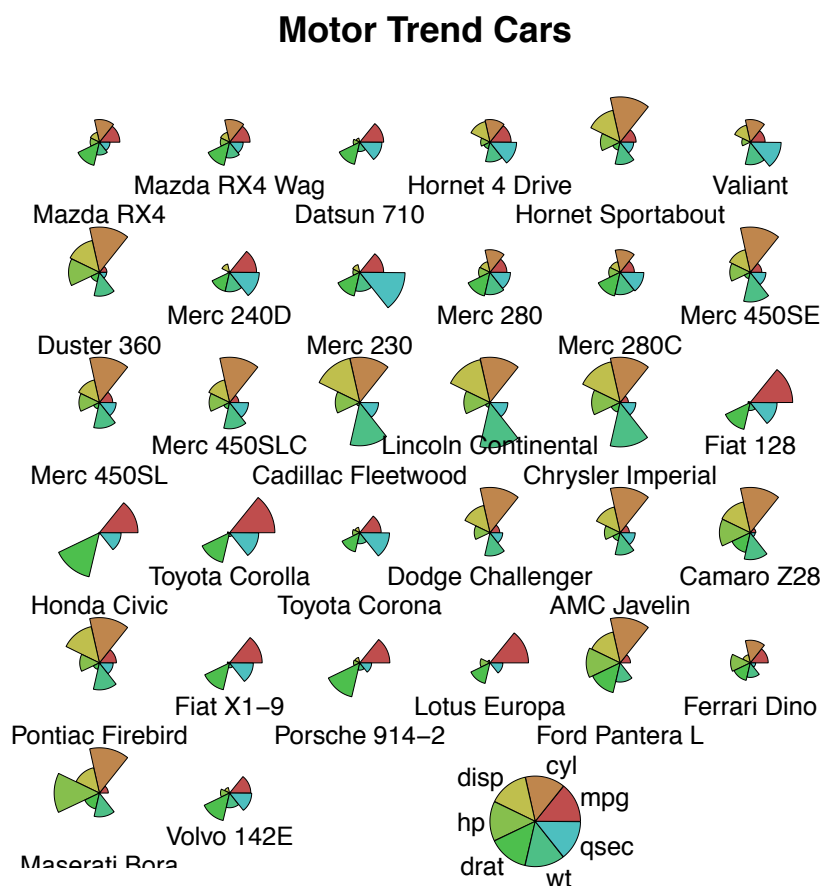 Motor Trend Cars
Mazda RX4 Wag
Hornet 4 Drive
Valiant
Mazda RX4
Datsun 710
Hornet Sportabout
Merc 240D
Merc 280
Merc 450SE
Duster 360
Merc 230
Merc 280C
Merc 450SLC
Lincoln Continental
Fiat 128
Merc 450SL
Cadillac Fleetwood
Chrysler Imperial
Toyota Corolla
Dodge Challenger
Camaro Z28
Honda Civic
Toyota Corona
AMC Javelin
Fiat X1−9
Lotus Europa
Ferrari Dino
Pontiac Firebird
Porsche 914−2
Ford Pantera L
Volvo 142E
Maserati Bora
cyl
disp
mpg
hp
qsec
drat
wt